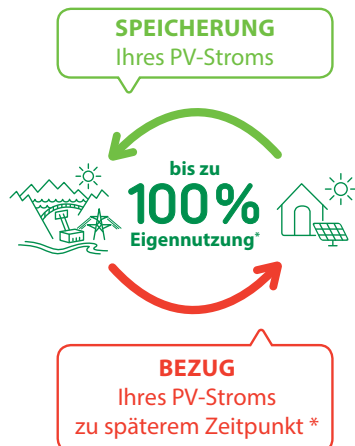 SPEICHERUNG
Ihres PV-Stroms
bis zu
100 %
Eigennutzung*
BEZUG
Ihres PV-Stroms
zu späterem Zeitpunkt *